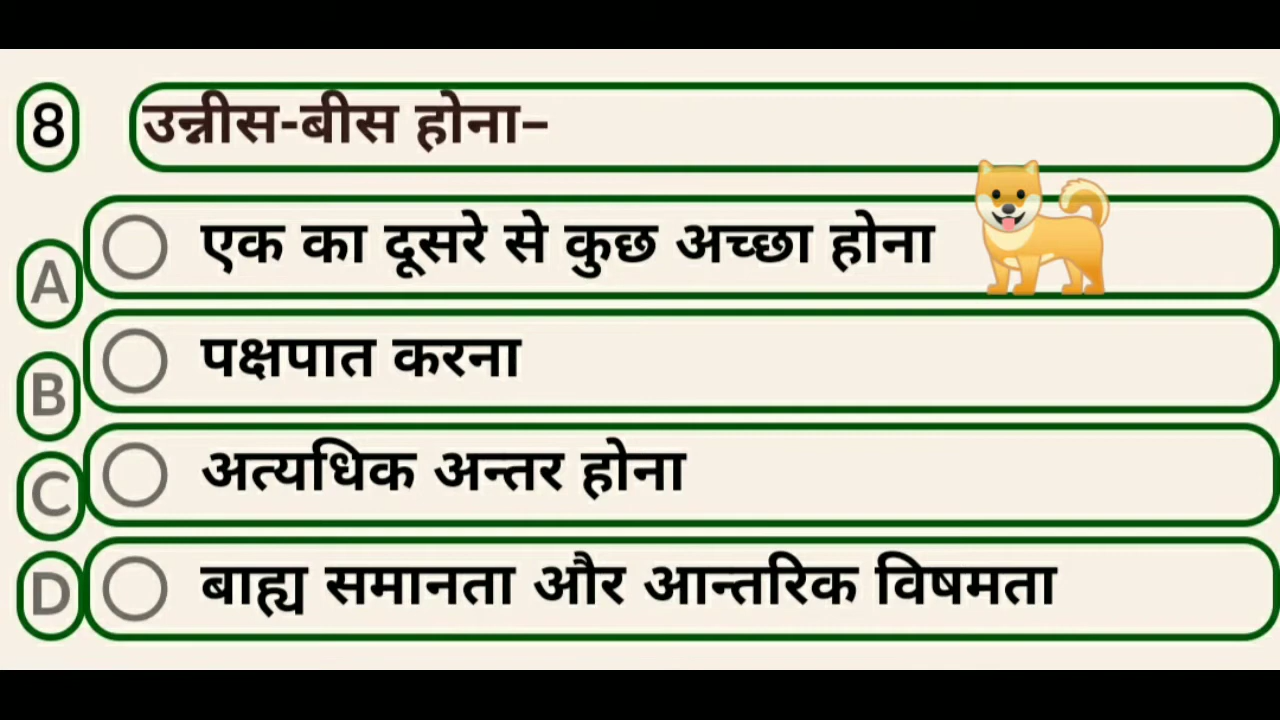 8 उन्नीस-बीस होना–
A एक का दूसरे से कुछ अच्छा होना
B पक्षपात करना
C अत्यधिक अन्तर होना
D बाह्य समानता और आन्तरिक विषमता